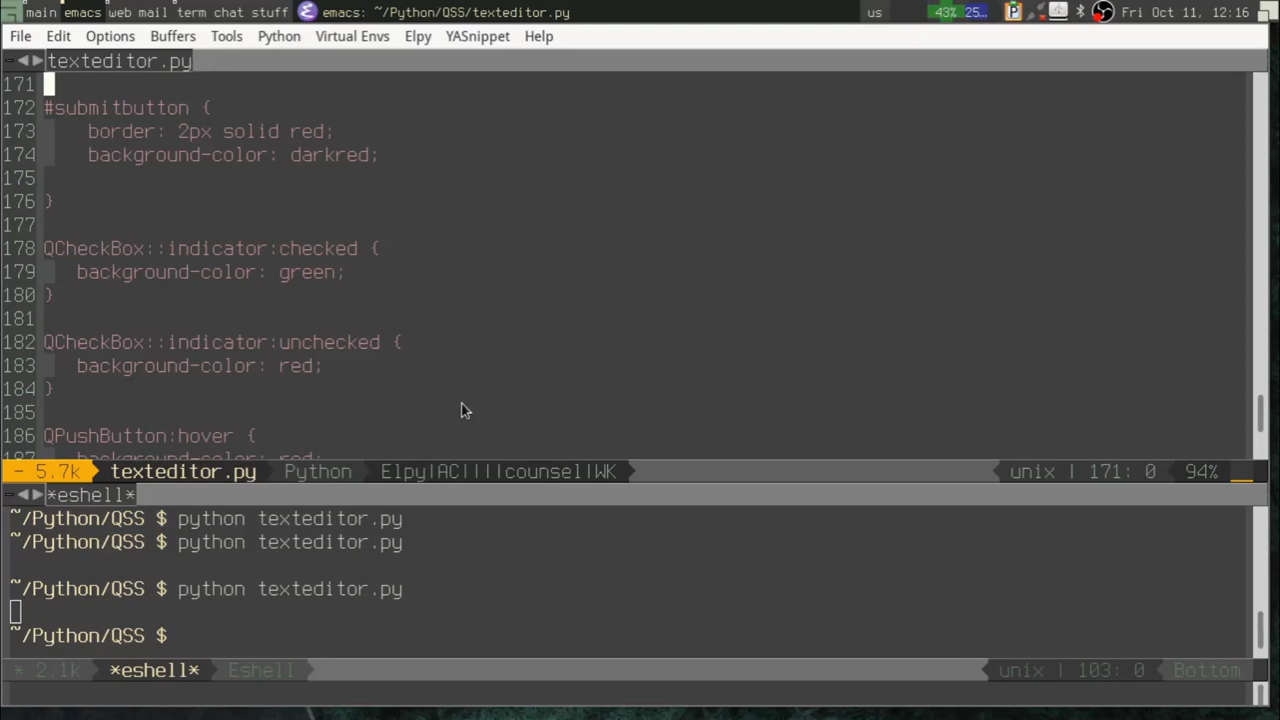 main emacs web mail term chat stuff emacs: ~/Python/QSS/texteditor.py us 43% 25... P Fri Oct 11, 12:16
File Edit Options Buffers Tools Python Virtual Envs Elpy YASnippet Help
texteditor.py
171
172 #submitbutton {
173 border: 2px solid red;
174 background-color: darkred;
175
176 }
177
178 QCheckBox::indicator:checked {
179 background-color: green;
180 }
181
182 QCheckBox::indicator:unchecked {
183 background-color: red;
184 }
185
186 QPushButton:hover {
187 background-color: red;
- 5.7k texteditor.py Python Elpy|AC||||counsel|WK unix | 171: 0 94%
*eshell*
~/Python/QSS $ python texteditor.py
~/Python/QSS $ python texteditor.py
~/Python/QSS $ python texteditor.py
~/Python/QSS $
* 2.1k *eshell* Eshell unix | 103: 0 Bottom